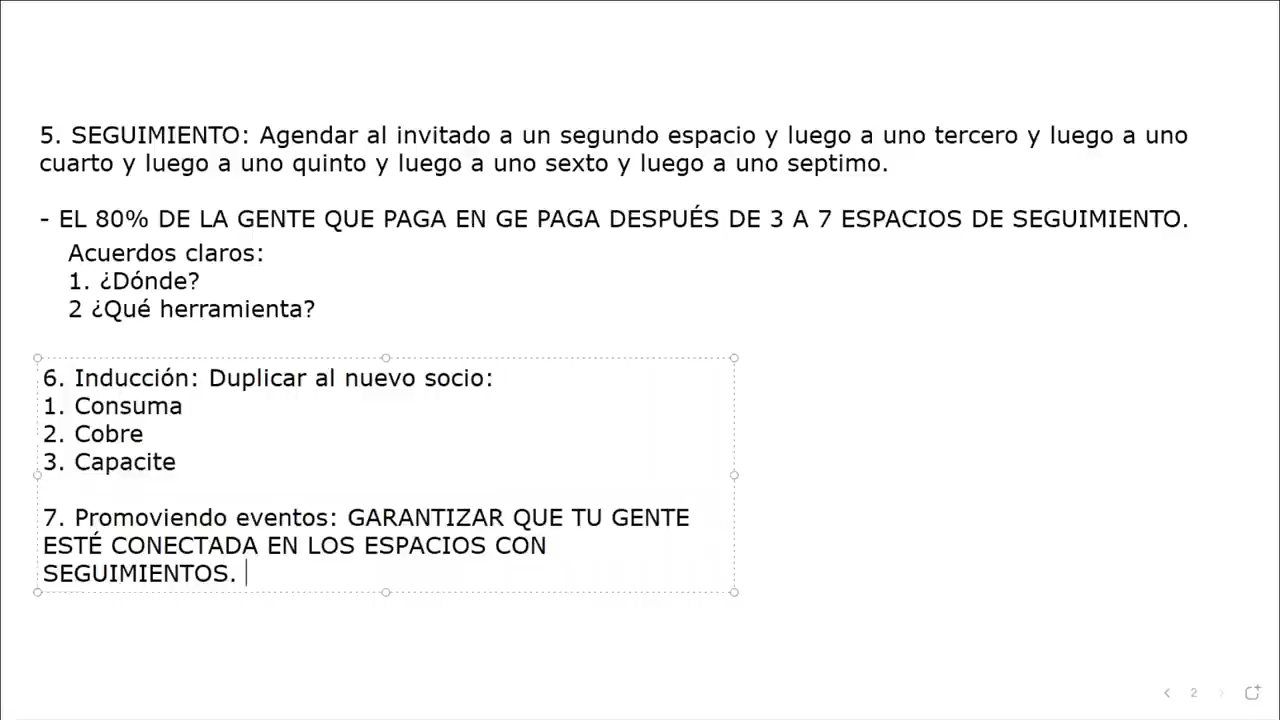 5. SEGUIMIENTO: Agendar al invitado a un segundo espacio y luego a uno tercero y luego a uno
cuarto y luego a uno quinto y luego a uno sexto y luego a uno septimo.
- EL 80% DE LA GENTE QUE PAGA EN GE PAGA DESPUÉS DE 3 A 7 ESPACIOS DE SEGUIMIENTO.
Acuerdos claros:
1. ¿Dónde?
2 ¿Qué herramienta?
6. Inducción: Duplicar al nuevo socio:
1. Consuma
2. Cobre
3. Capacite
7. Promoviendo eventos: GARANTIZAR QUE TU GENTE
ESTÉ CONECTADA EN LOS ESPACIOS CON
SEGUIMIENTOS.
2